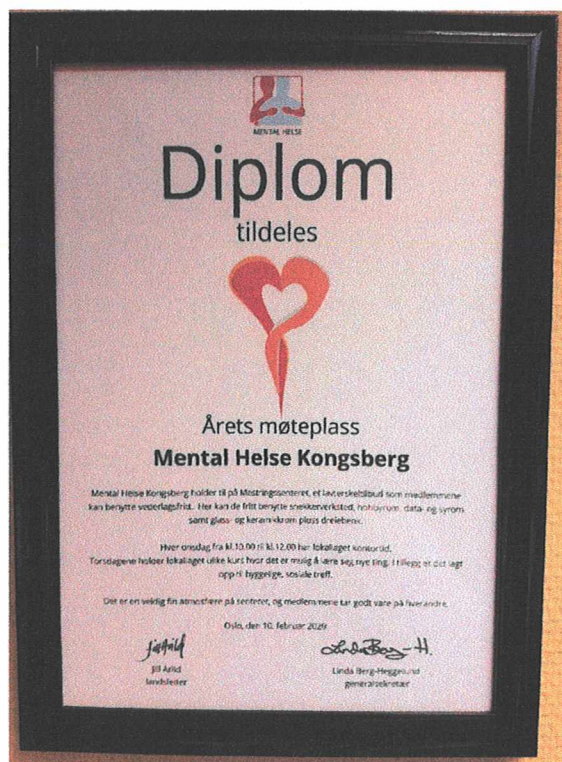 MENTAL HELSE
Diplom
tildeles
Årets møteplass
Mental Helse Kongsberg
Mental Helse Kongsberg holder til på Mestringssenteret, et lavterskeltilbud som medlemmene
kan benytte vederlagsfritt. Her kan de fritt benytte snekkerverksted, hobbyrom, data- og syrom
samt glass- og keramikkrom pluss dreiebenk.
Hver onsdag fra kl.10.00 til kl.12.00 har lokallaget kontortid.
Torsdagene holder lokallaget ulike kurs hvor det er mulig å lære seg nye ting. I tillegg er det lagt
opp til hyggelige, sosiale treff.
Det er en veldig fin atmosfære på senteret, og medlemmene tar godt vare på hverandre.
Oslo, den 10. februar
Jill Arild
landsleder
Linda Berg-Heggelund
generalsekretær